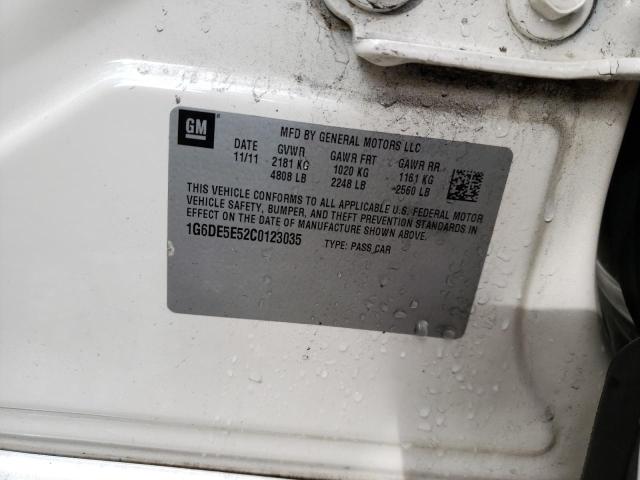 GM
MFD BY GENERAL MOTORS LLC
DATE GVWR GAWR FRT GAWR RR
11/11 2181 KG 1020 KG 1161 KG
4808 LB 2248 LB 2560 LB
THIS VEHICLE CONFORMS TO ALL APPLICABLE U.S. FEDERAL MOTOR
VEHICLE SAFETY, BUMPER, AND THEFT PREVENTION STANDARDS IN
EFFECT ON THE DATE OF MANUFACTURE SHOWN ABOVE.
1G6DE5E52C0123035 TYPE: PASS CAR